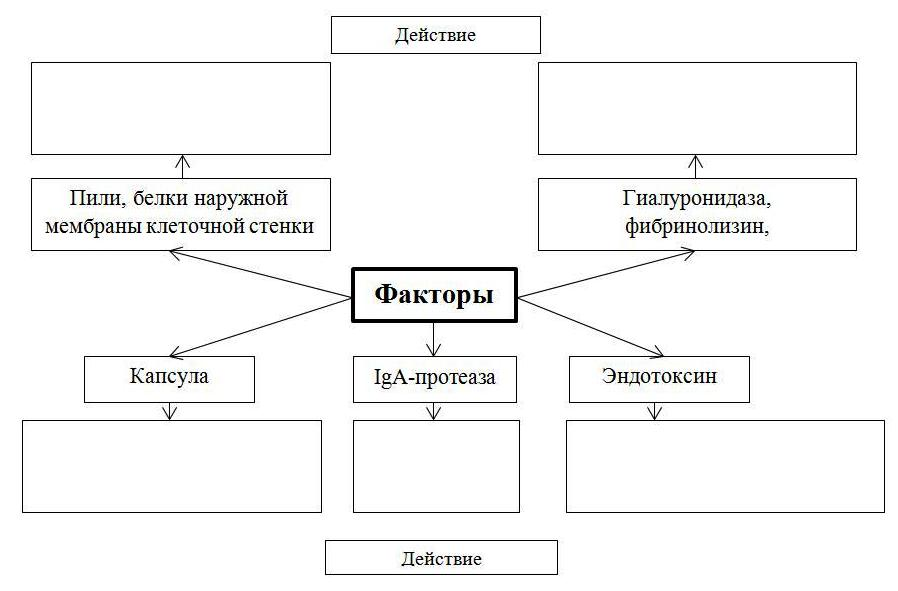 Действие
Пили, белки наружной
мембраны клеточной стенки
Гиалуронидаза,
фибринолизин,
Факторы
Капсула
IgA-протеаза
Эндотоксин
Действие